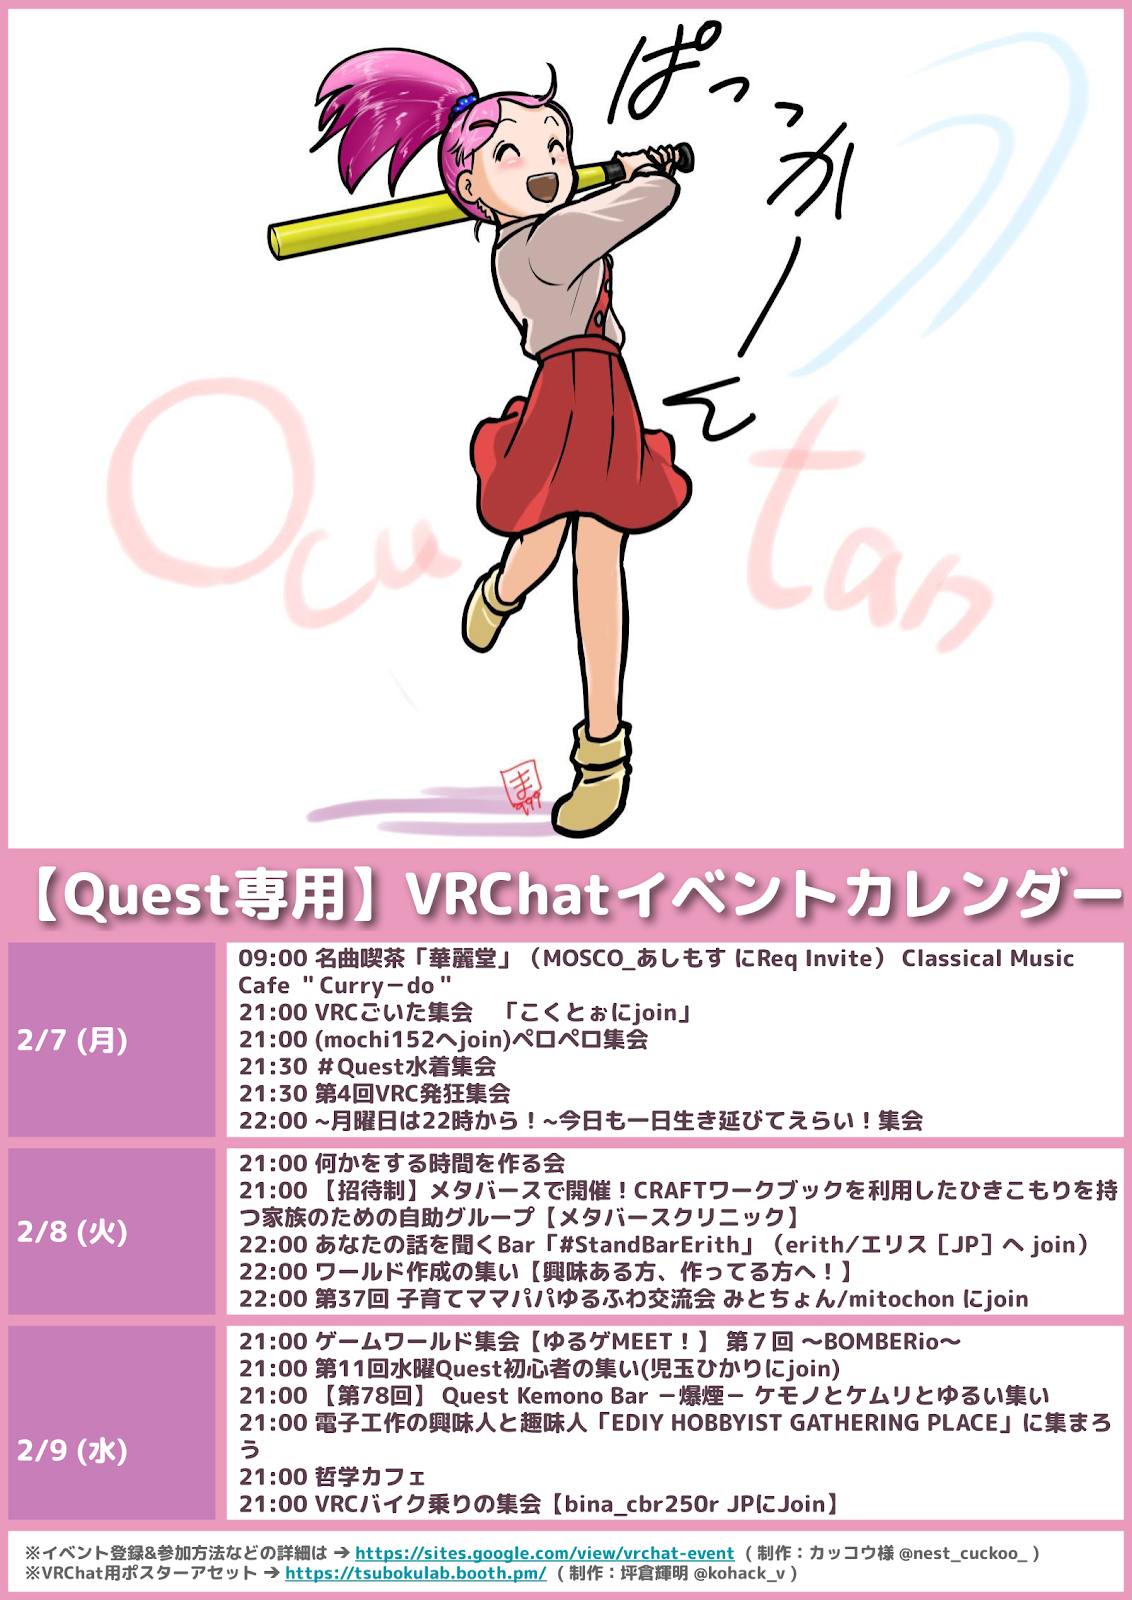 ぱっっかーん
Ocu tan
ま
999
【Quest専用】VRChatイベントカレンダー
2/7 (月)
09:00 名曲喫茶「華麗堂」（MOSCO_あしもす にReq Invite） Classical Music
Cafe ＂Curry－do＂
21:00 VRCごいた集会　「こくとぉにjoin」
21:00 (mochi152へjoin)ペロペロ集会
21:30 ＃Quest水着集会
21:30 第4回VRC発狂集会
22:00 ~月曜日は22時から！~今日も一日生き延びてえらい！集会
2/8 (火)
21:00 何かをする時間を作る会
21:00 【招待制】メタバースで開催！CRAFTワークブックを利用したひきこもりを持
つ家族のための自助グループ【メタバースクリニック】
22:00 あなたの話を聞くBar「#StandBarErith」（erith/エリス［JP］へ join）
22:00 ワールド作成の集い【興味ある方、作ってる方へ！】
22:00 第37回 子育てママパパゆるふわ交流会 みとちょん/mitochon にjoin
2/9 (水)
21:00 ゲームワールド集会【ゆるゲMEET！】 第７回 ～BOMBERio～
21:00 第11回水曜Quest初心者の集い(児玉ひかりにjoin)
21:00 【第78回】 Quest Kemono Bar －爆煙－ ケモノとケムリとゆるい集い
21:00 電子工作の興味人と趣味人「EDIY HOBBYIST GATHERING PLACE」に集まろ
う
21:00 哲学カフェ
21:00 VRCバイク乗りの集会【bina_cbr250r JPにJoin】
※イベント登録&参加方法などの詳細は ➔ https://sites.google.com/view/vrchat-event （ 制作：カッコウ様 @nest_cuckoo_ ）
※VRChat用ポスターアセット ➔ https://tsubokulab.booth.pm/ （ 制作：坪倉輝明 @kohack_v ）